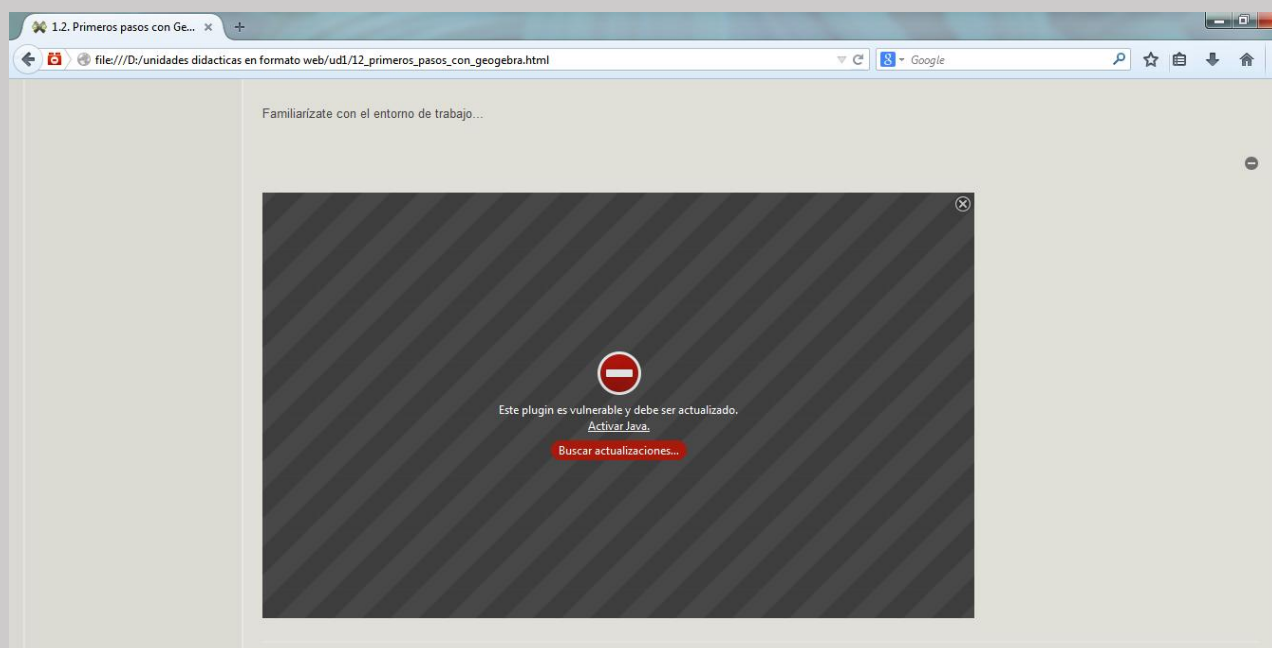 1.2. Primeros pasos con Ge...
file:///D:/unidades didacticas en formato web/ud1/12_primeros_pasos_con_geogebra.html
8
Google
Familiarízate con el entorno de trabajo...
Este plugin es vulnerable y debe ser actualizado.
Activar Java.
Buscar actualizaciones...